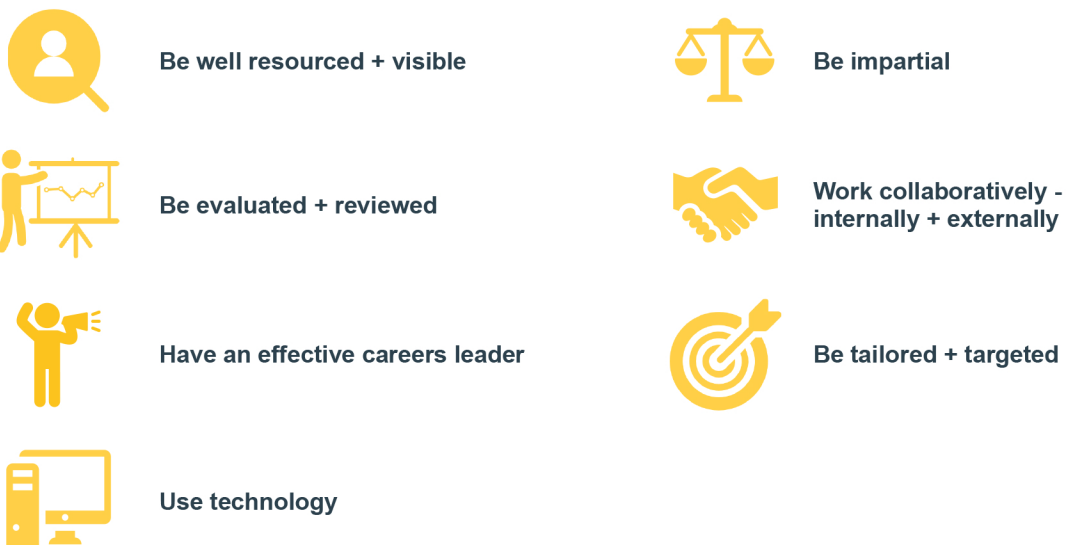 Be well resourced + visible
Be impartial
Be evaluated + reviewed
Work collaboratively -
internally + externally
Have an effective careers leader
Be tailored + targeted
Use technology